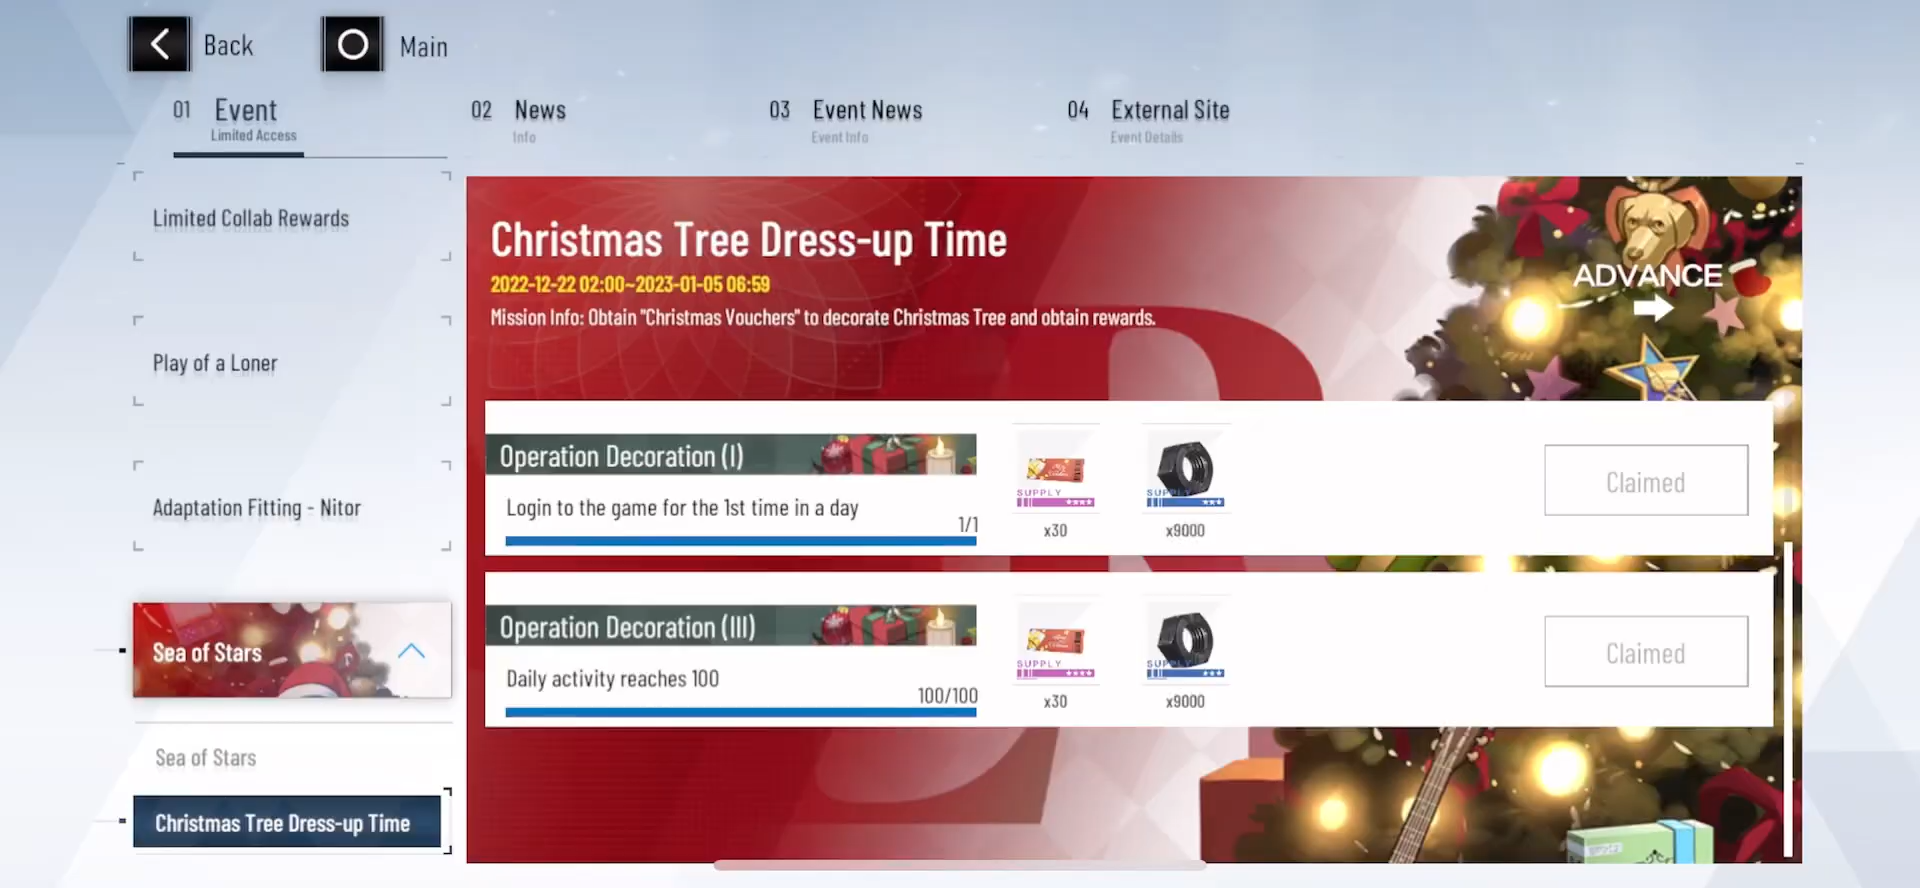 Back
Main
01 Event
Limited Access
02 News
Info
03 Event News
Event Info
04 External Site
Event Details
Limited Collab Rewards
Play of a Loner
Adaptation Fitting - Nitor
Sea of Stars
Sea of Stars
Christmas Tree Dress-up Time
Christmas Tree Dress-up Time
2022-12-22 02:00~2023-01-05 06:59
Mission Info: Obtain "Christmas Vouchers" to decorate Christmas Tree and obtain rewards.
ADVANCE
Operation Decoration (I)
Login to the game for the 1st time in a day
1/1
SUPPLY
x30
SUPPLY
x9000
Claimed
Operation Decoration (III)
Daily activity reaches 100
100/100
SUPPLY
x30
SUPPLY
x9000
Claimed